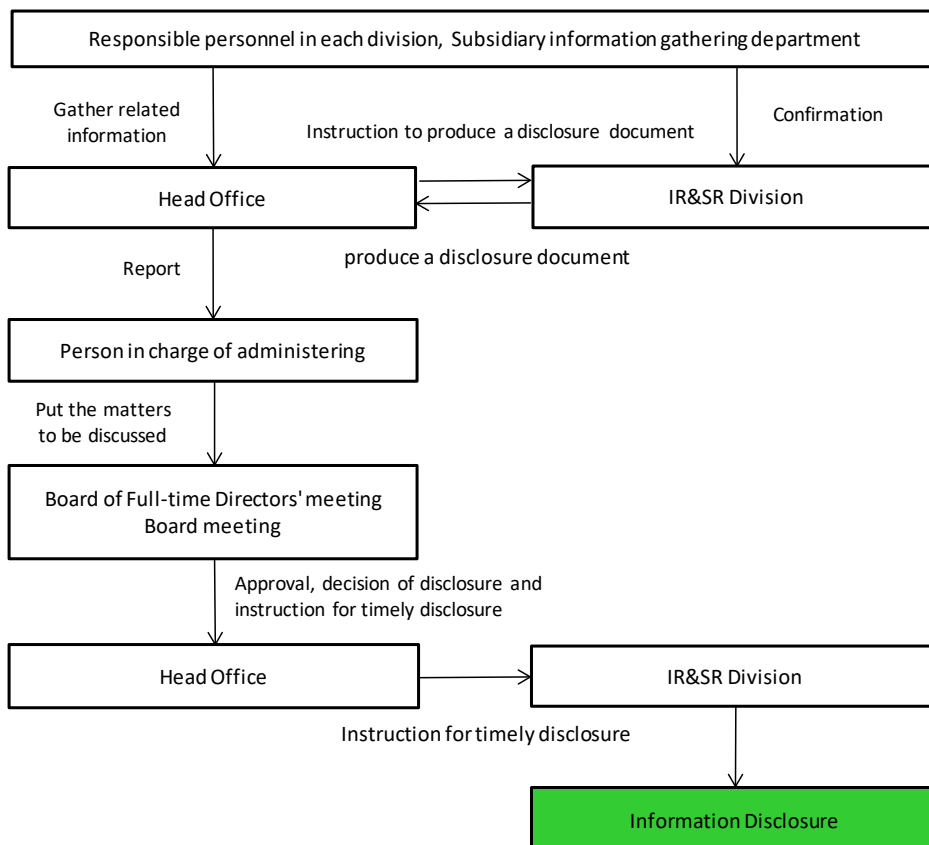 Responsible personnel in each division, Subsidiary information gathering department
Gather related
information
Instruction to produce a disclosure document
Confirmation
Head Office
IR&SR Division
produce a disclosure document
Report
Person in charge of administering
Put the matters
to be discussed
Board of Full-time Directors' meeting
Board meeting
Approval, decision of disclosure and
instruction for timely disclosure
Head Office
IR&SR Division
Instruction for timely disclosure
Information Disclosure